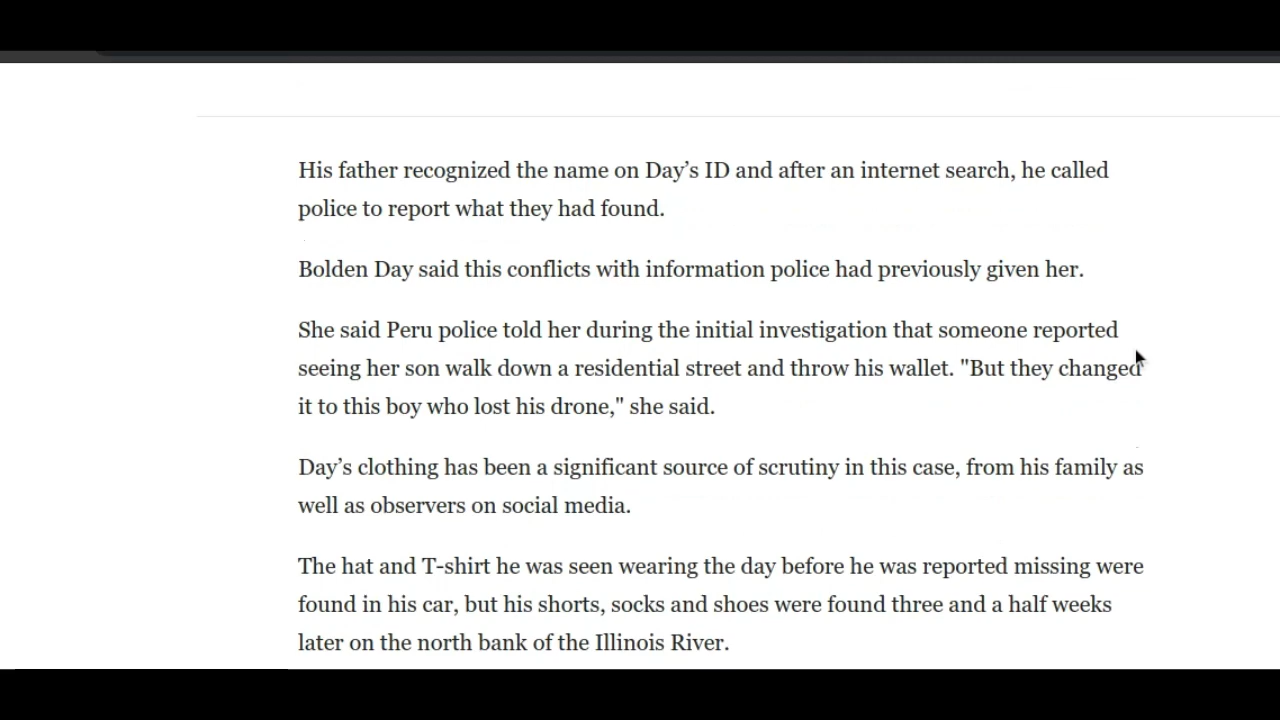 His father recognized the name on Day’s ID and after an internet search, he called
police to report what they had found.
Bolden Day said this conflicts with information police had previously given her.
She said Peru police told her during the initial investigation that someone reported
seeing her son walk down a residential street and throw his wallet. "But they changed
it to this boy who lost his drone," she said.
Day’s clothing has been a significant source of scrutiny in this case, from his family as
well as observers on social media.
The hat and T-shirt he was seen wearing the day before he was reported missing were
found in his car, but his shorts, socks and shoes were found three and a half weeks
later on the north bank of the Illinois River.